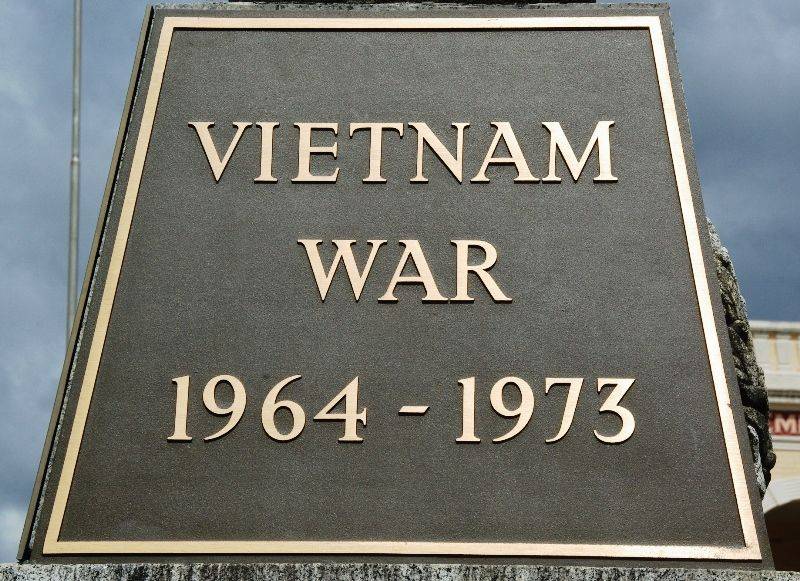 VIETNAM
WAR
1964 - 1973